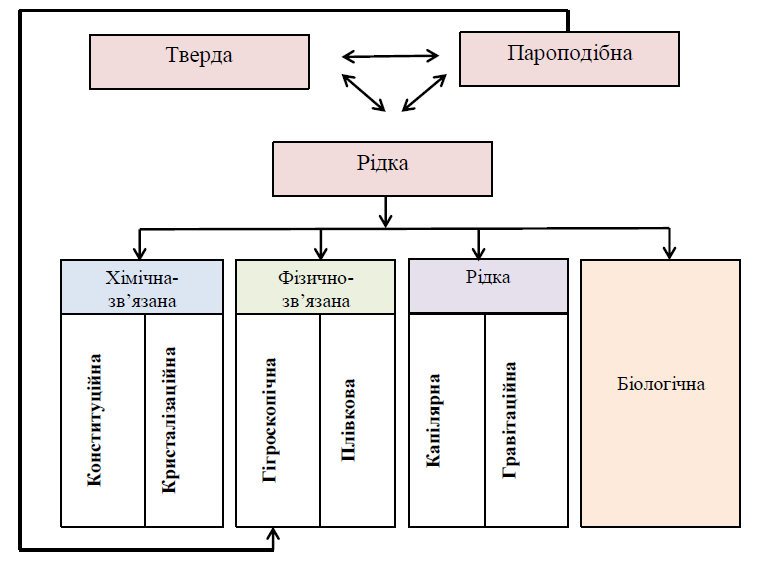 Тверда
Пароподібна
Рідка
Хімічна-
зв’язана
Фізично-
зв’язана
Рідка
Біологічна
Конституційна
Кристалізаційна
Гігроскопічна
Плівкова
Капілярна
Гравітаційна